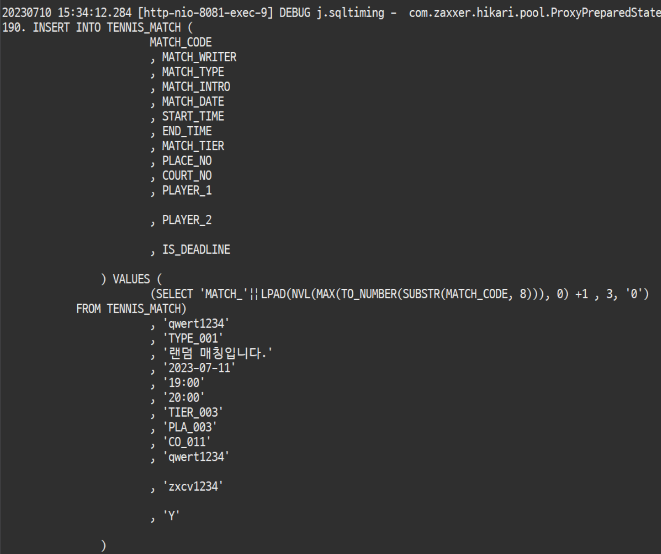 20230710 15:34:12.284 [http-nio-8081-exec-9] DEBUG j.sqltiming -  com.zaxxer.hikari.pool.ProxyPreparedState
190. INSERT INTO TENNIS_MATCH (
MATCH_CODE
, MATCH_WRITER
, MATCH_TYPE
, MATCH_INTRO
, MATCH_DATE
, START_TIME
, END_TIME
, MATCH_TIER
, PLACE_NO
, COURT_NO
, PLAYER_1
, PLAYER_2
, IS_DEADLINE
) VALUES (
(SELECT 'MATCH_'||LPAD(NVL(MAX(TO_NUMBER(SUBSTR(MATCH_CODE, 8))), 0) +1 , 3, '0')
FROM TENNIS_MATCH)
, 'qwert1234'
, 'TYPE_001'
, '랜덤 매칭입니다.'
, '2023-07-11'
, '19:00'
, '20:00'
, 'TIER_003'
, 'PLA_003'
, 'CO_011'
, 'qwert1234'
, 'zxcv1234'
, 'Y'
)